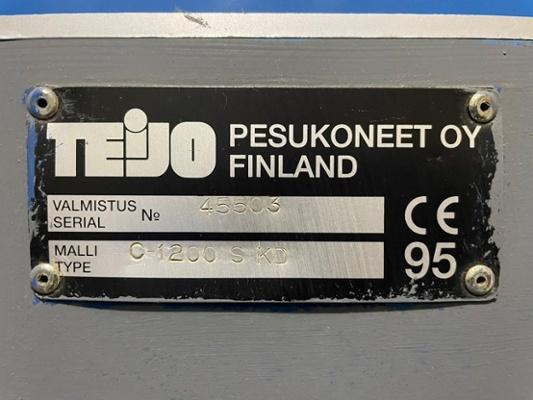 TEIJO
PESUKONEET OY
FINLAND
VALMISTUS
SERIAL
№ 45503
CE
MALLI
TYPE
C-1200 S KD
95